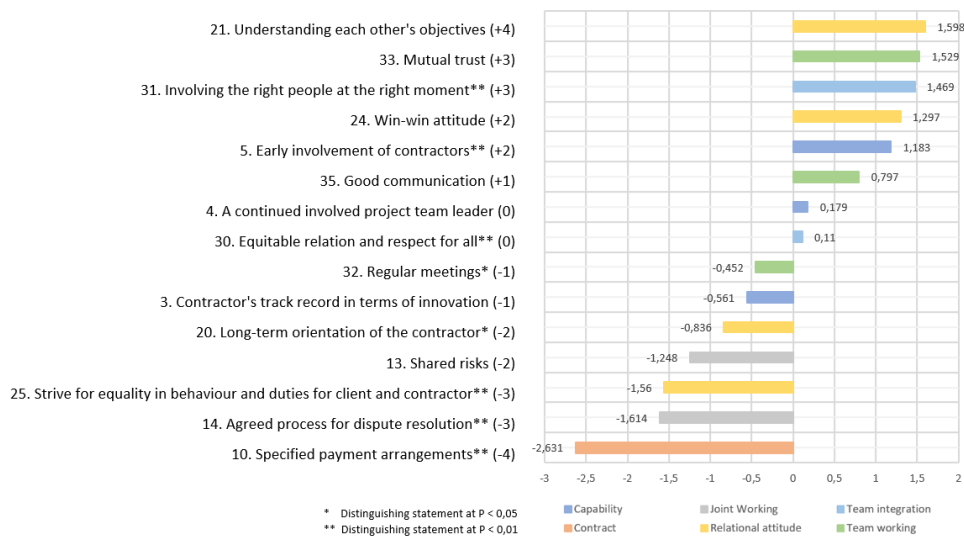 21. Understanding each other's objectives (+4)
1,598
33. Mutual trust (+3)
1,529
31. Involving the right people at the right moment** (+3)
1,469
24. Win-win attitude (+2)
1,297
5. Early involvement of contractors** (+2)
1,183
35. Good communication (+1)
0,797
4. A continued involved project team leader (0)
0,179
30. Equitable relation and respect for all** (0)
0,11
32. Regular meetings* (-1)
-0,452
3. Contractor's track record in terms of innovation (-1)
-0,561
20. Long-term orientation of the contractor* (-2)
-0,836
13. Shared risks (-2)
-1,248
25. Strive for equality in behaviour and duties for client and contractor** (-3)
-1,56
14. Agreed process for dispute resolution** (-3)
-1,614
10. Specified payment arrangements** (-4)
-2,631
-3 -2,5 -2 -1,5 -1 -0,5 0 0,5 1 1,5 2
* Distinguishing statement at P < 0,05
** Distinguishing statement at P < 0,01
Capability Joint Working Team integration
Contract Relational attitude Team working